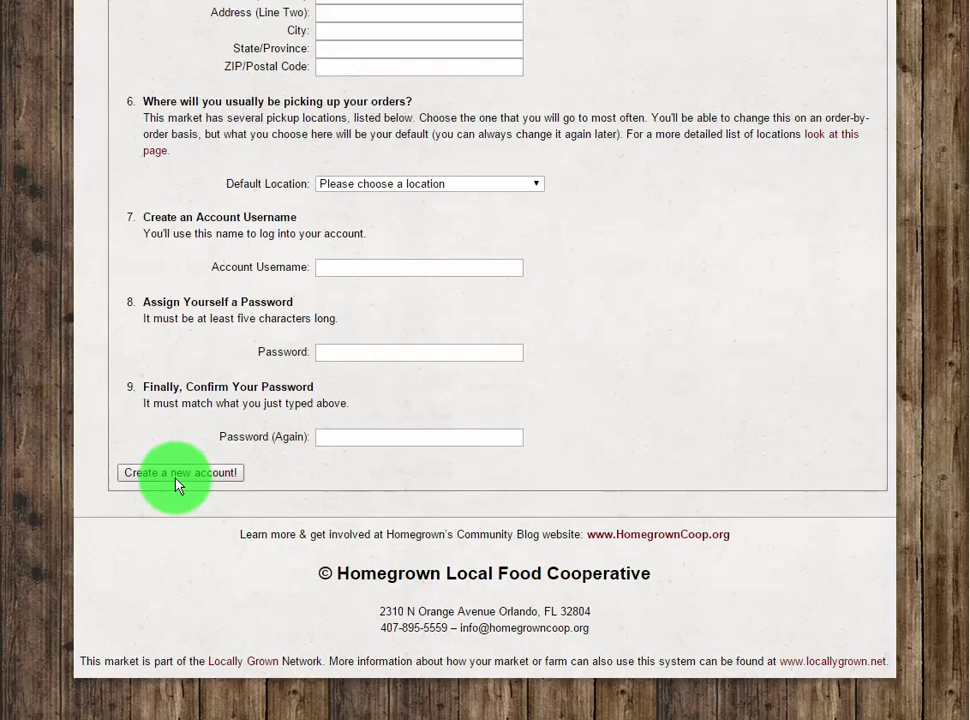 Address (Line Two):
City:
State/Province:
ZIP/Postal Code:
6. Where will you usually be picking up your orders?
This market has several pickup locations, listed below. Choose the one that you will go to most often. You'll be able to change this on an order-by-
order basis, but what you choose here will be your default (you can always change it again later). For a more detailed list of locations look at this
page.
Default Location: Please choose a location
7. Create an Account Username
You'll use this name to log into your account.
Account Username:
8. Assign Yourself a Password
It must be at least five characters long.
Password:
9. Finally, Confirm Your Password
It must match what you just typed above.
Password (Again):
Create a new account!
Learn more & get involved at Homegrown's Community Blog website: www.HomegrownCoop.org
© Homegrown Local Food Cooperative
2310 N Orange Avenue Orlando, FL 32804
407-895-5559 – info@homegrowncoop.org
This market is part of the Locally Grown Network. More information about how your market or farm can also use this system can be found at www.locallygrown.net.